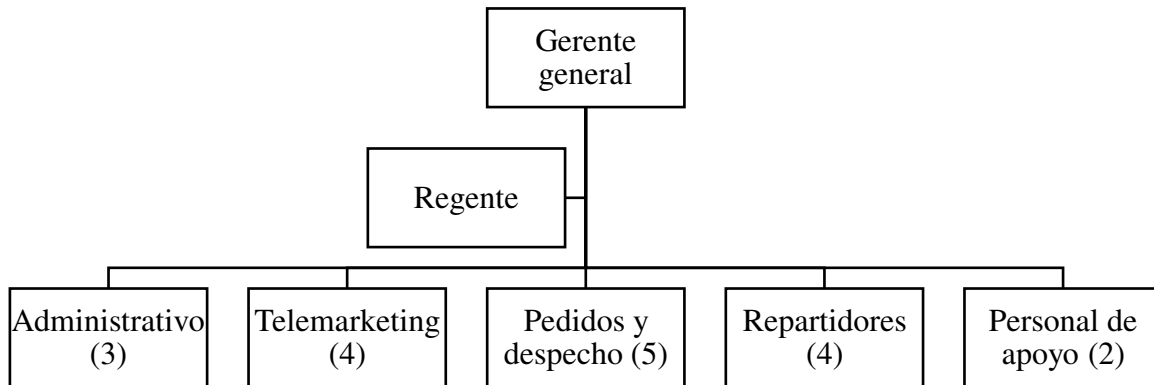 Gerente
general
Regente
Administrativo
(3)
Telemarketing
(4)
Pedidos y
despecho (5)
Repartidores
(4)
Personal de
apoyo (2)